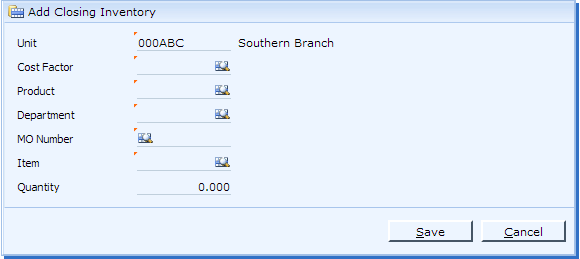 Add Closing Inventory
Unit 000ABC Southern Branch
Cost Factor
Product
Department
MO Number
Item
Quantity 0.000
Save Cancel